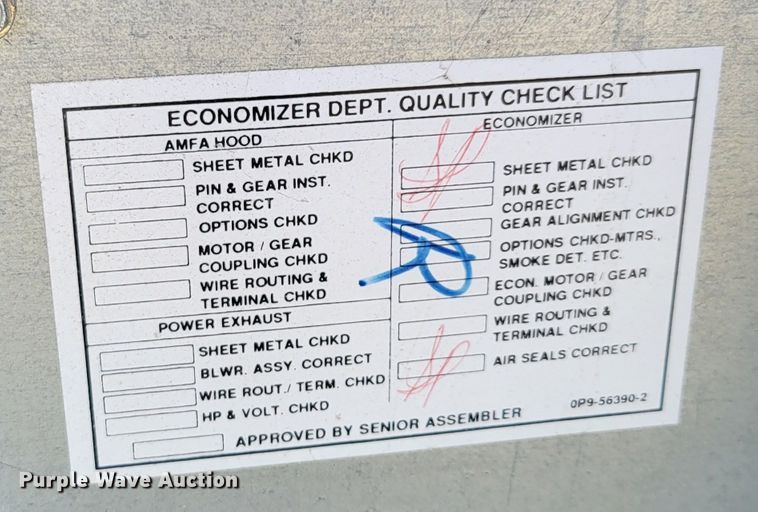 ECONOMIZER DEPT. QUALITY CHECK LIST
AMFA HOOD
SHEET METAL CHKD
PIN & GEAR INST.
CORRECT
OPTIONS CHKD
MOTOR / GEAR
COUPLING CHKD
WIRE ROUTING &
TERMINAL CHKD
POWER EXHAUST
SHEET METAL CHKD
BLWR. ASSY. CORRECT
WIRE ROUT./ TERM. CHKD
HP & VOLT. CHKD
ECONOMIZER
SHEET METAL CHKD
PIN & GEAR INST.
CORRECT
GEAR ALIGNMENT CHKD
OPTIONS CHKD-MTRS.,
SMOKE DET. ETC.
ECON. MOTOR / GEAR
COUPLING CHKD
WIRE ROUTING &
TERMINAL CHKD
AIR SEALS CORRECT
APPROVED BY SENIOR ASSEMBLER
0P9-56390-2
Purple Wave Auction